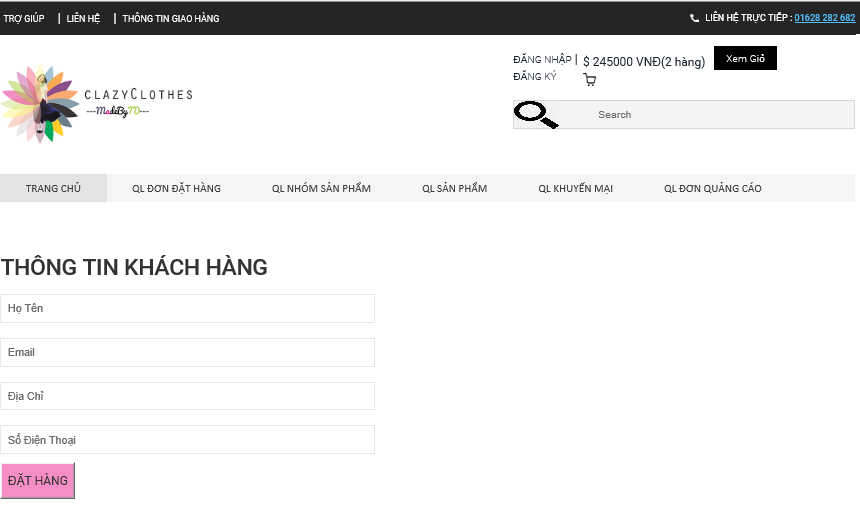 TRỢ GIÚP | LIÊN HỆ | THÔNG TIN GIAO HÀNG
LIÊN HỆ TRỰC TIẾP : 01628 282 682
CLAZYCLOTHES
---MadeByTD---
ĐĂNG NHẬP |
ĐĂNG KÝ
$ 245000 VNĐ(2 hàng)
Xem Giỏ
Search
TRANG CHỦ QL ĐƠN ĐẶT HÀNG QL NHÓM SẢN PHẨM QL SẢN PHẨM QL KHUYẾN MẠI QL ĐƠN QUẢNG CÁO
THÔNG TIN KHÁCH HÀNG
Họ Tên
Email
Địa Chỉ
Số Điện Thoại
ĐẶT HÀNG